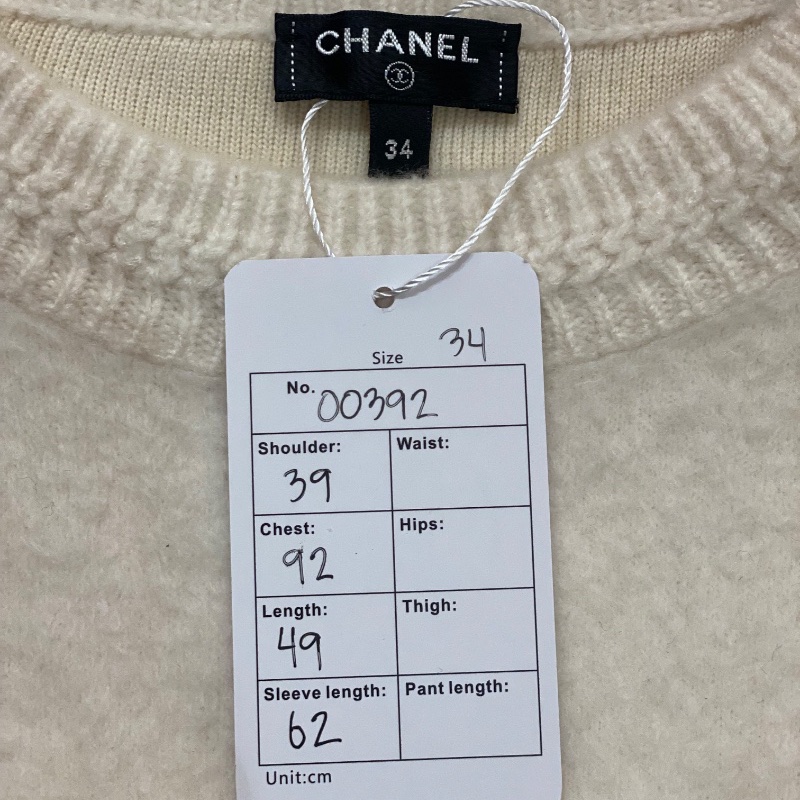 CHANEL
34
Size 34
No. 00392
Shoulder: Waist:
39
Chest: Hips:
92
Length: Thigh:
49
Sleeve length: Pant length:
62
Unit:cm